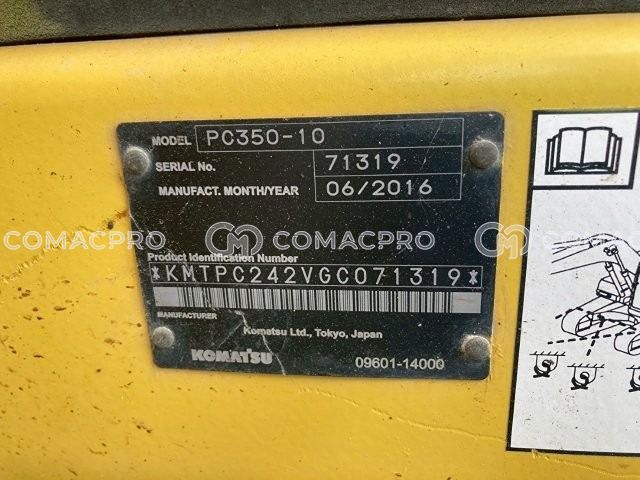 MODEL PC350-10
SERIAL No. 71319
MANUFACT. MONTH/YEAR 06/2016
COMACPRO COMACPRO COMACPRO
Product Identification Number
*KMTPC242VGC071319*
MANUFACTURER
Komatsu Ltd., Tokyo, Japan
KOMATSU 09601-14000